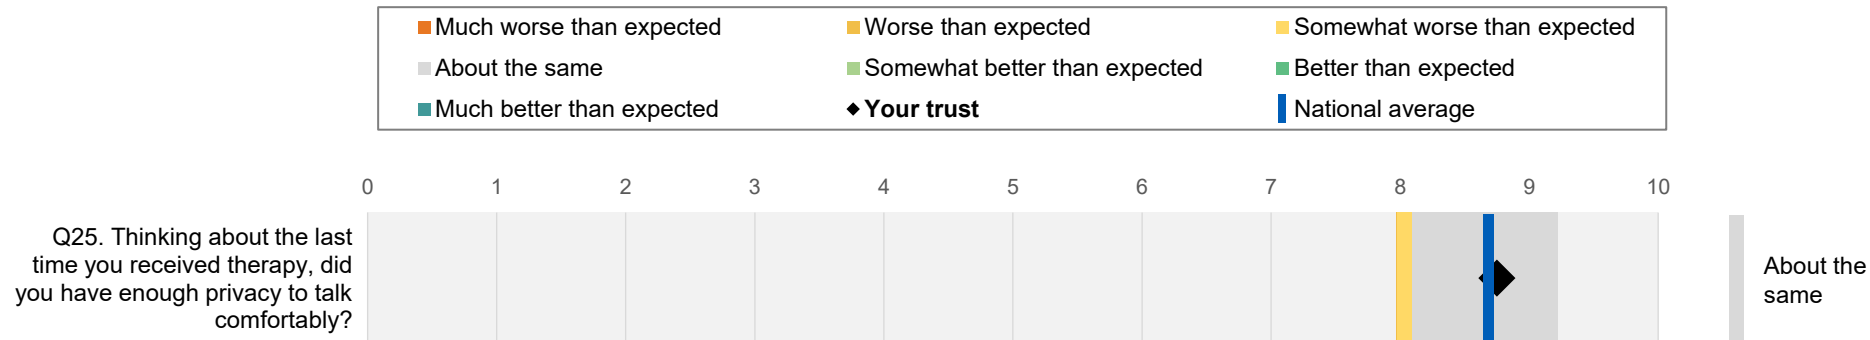 Much worse than expected
Worse than expected
Somewhat worse than expected
About the same
Somewhat better than expected
Better than expected
Much better than expected
Your trust
National average
0 1 2 3 4 5 6 7 8 9 10
Q25. Thinking about the last
time you received therapy, did
you have enough privacy to talk
comfortably?
About the
same